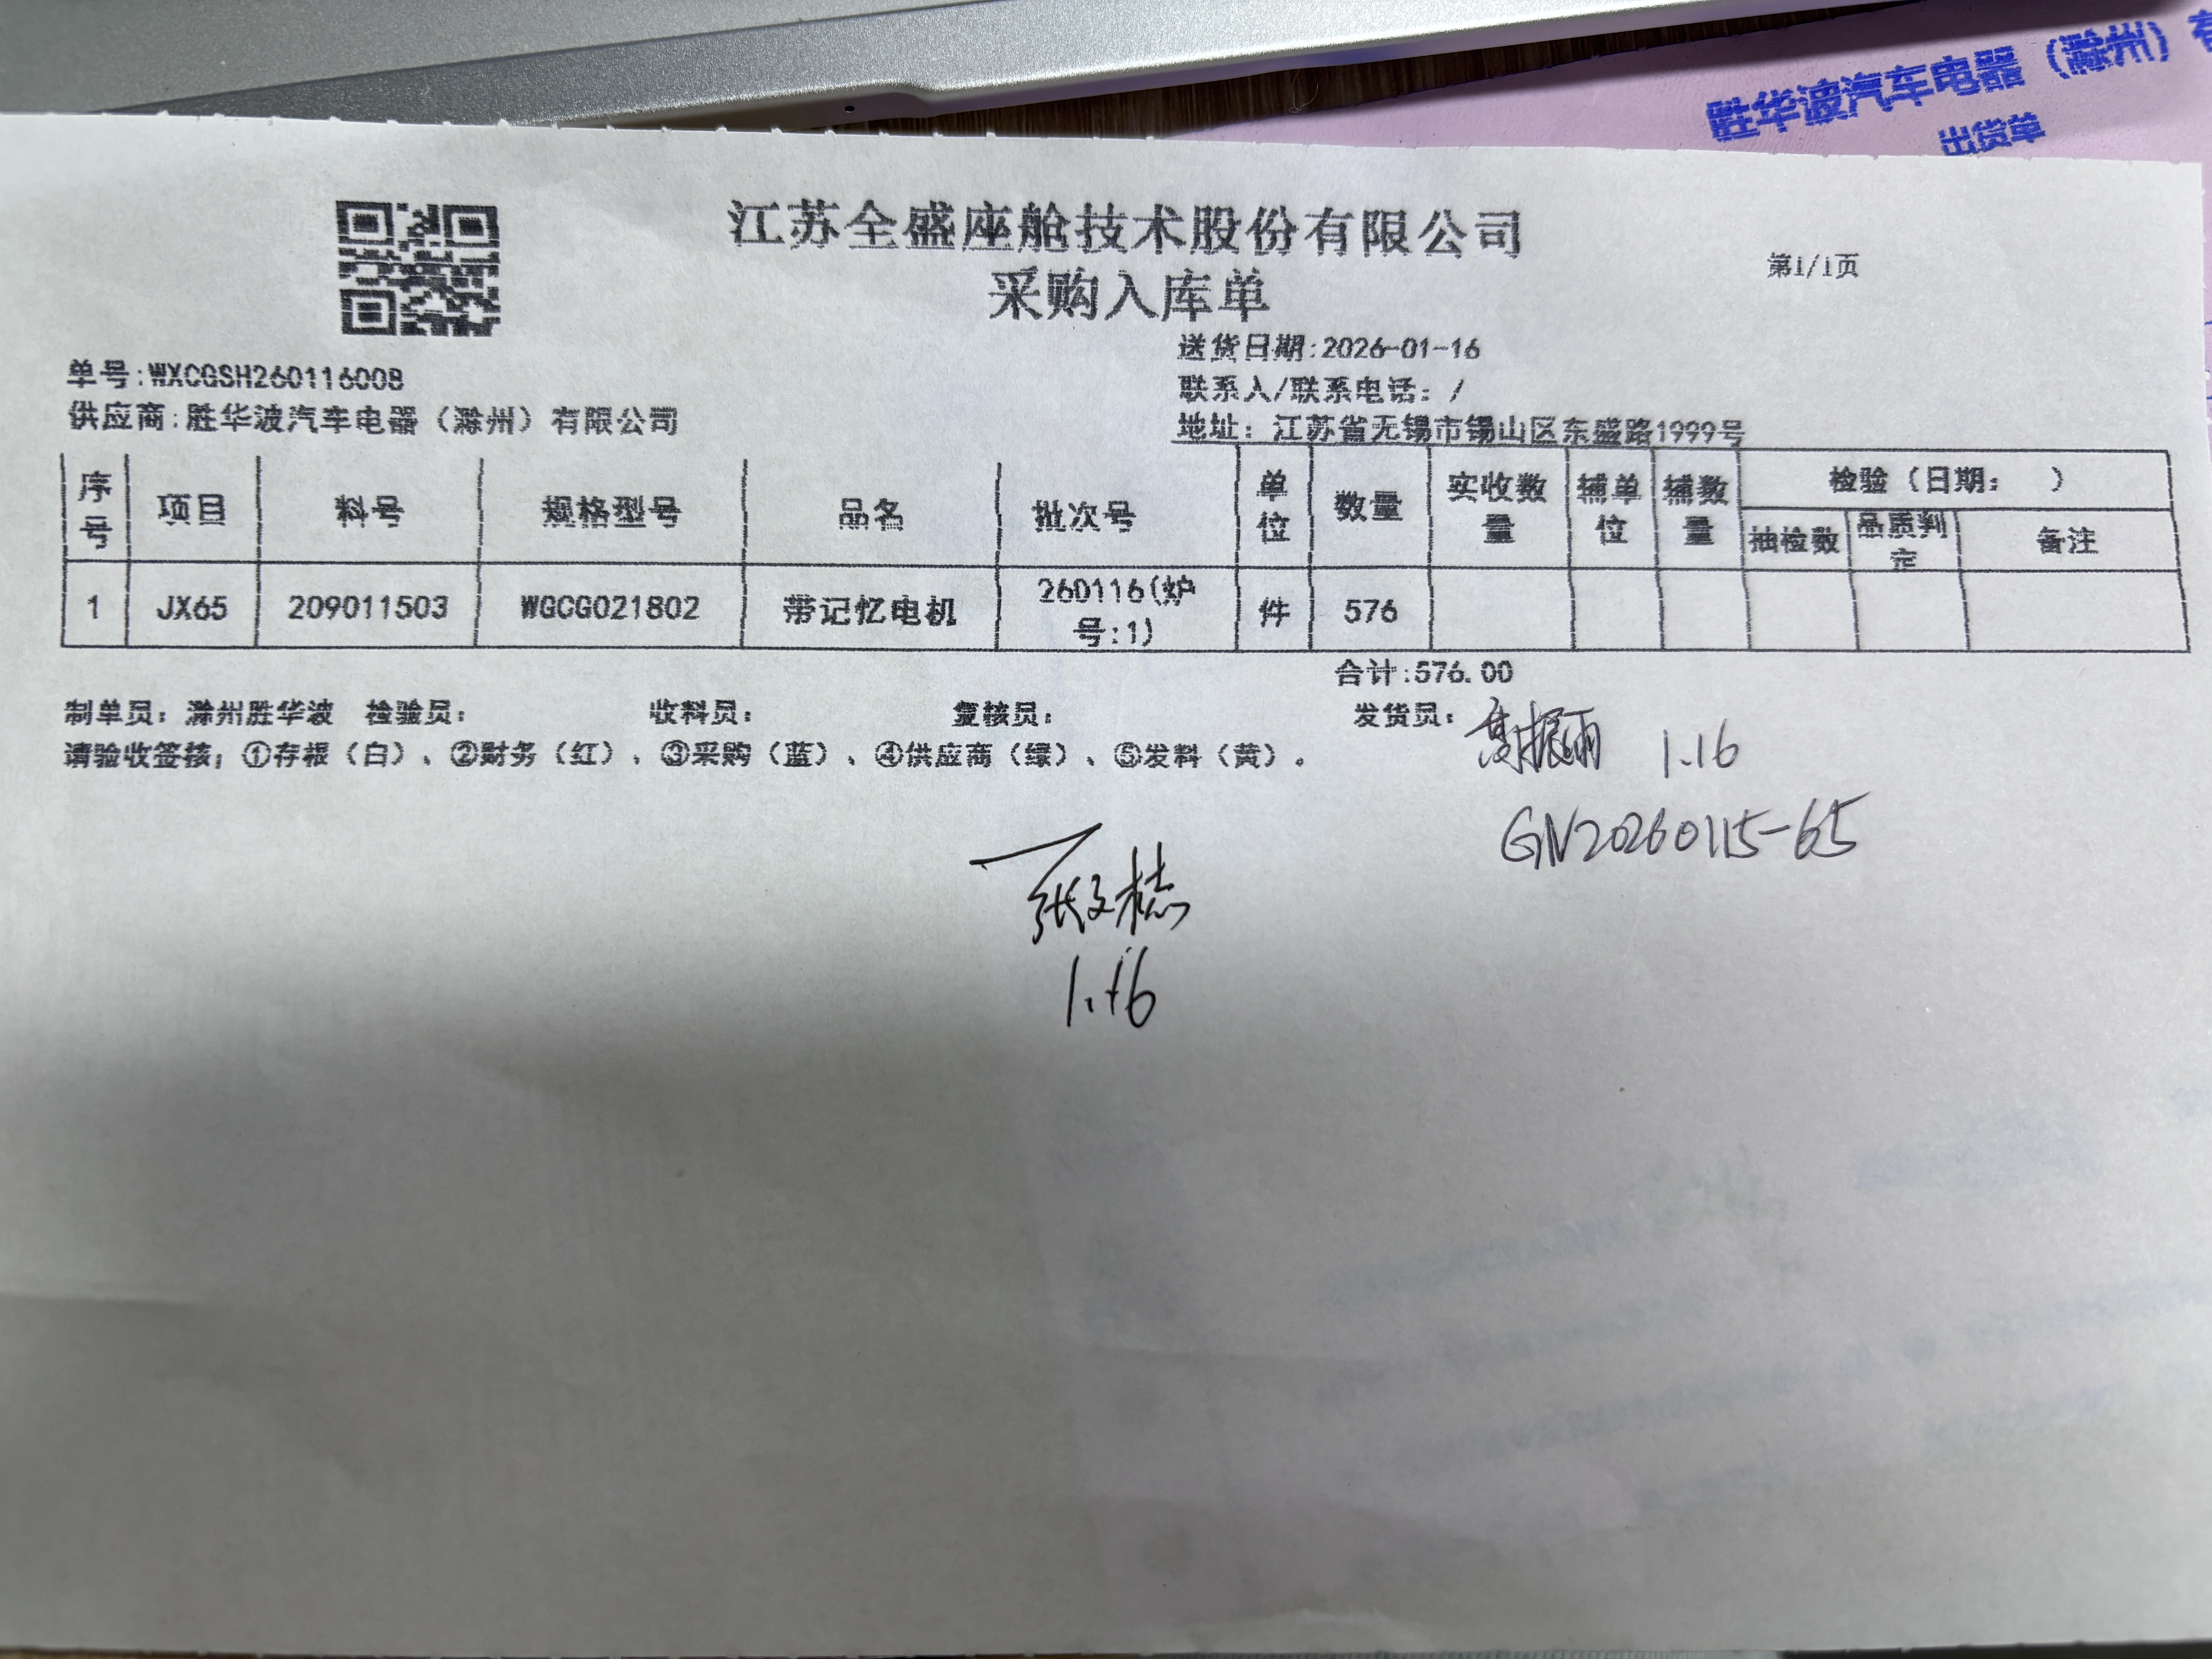 胜华波汽车电器（滁州）有
出货单
江苏全盛座舱技术股份有限公司
采购入库单
第1/1页
送货日期:2026-01-16
单号:WXCGSH260116008
联系人/联系电话: /
供应商:胜华波汽车电器（滁州）有限公司
地址: 江苏省无锡市锡山区东盛路1999号
序号 项目 料号 规格型号 品名 批次号 单位 数量 实收数量 辅单位 辅数量 检验（日期: ）
抽检数 品质判定 备注
1 JX65 209011503 WGCG021802 带记忆电机 260116(炉号:1) 件 576
合计:576.00
制单员: 滁州胜华波 检验员: 收料员: 复核员: 发货员:
请验收签核; ①存根（白）、②财务（红）、③采购（蓝）、④供应商（绿）、⑤发料（黄）。
1.16
GN20260115-65
1.16